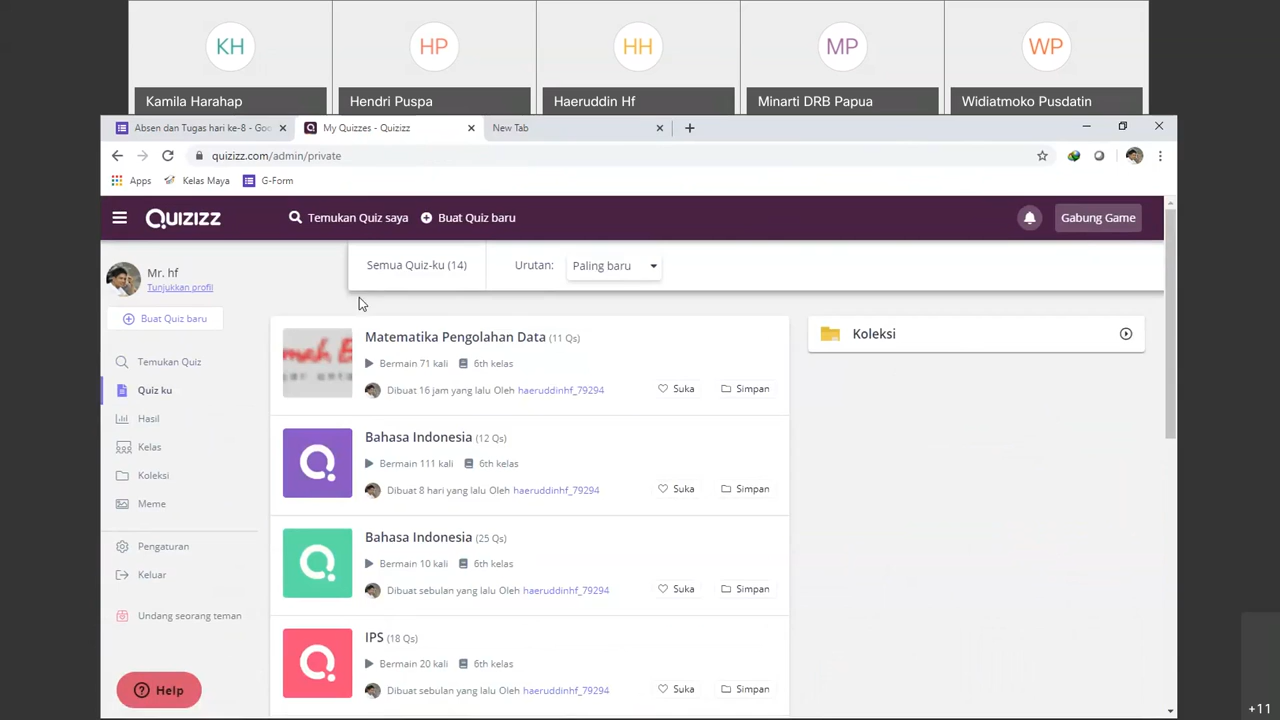 KH HP HH MP WP
Kamila Harahap Hendri Puspa Haeruddin Hf Minarti DRB Papua Widiatmoko Pusdatin
Absen dan Tugas hari ke-8 - Goo My Quizzes - Quizizz New Tab
quizizz.com/admin/private
Apps Kelas Maya G-Form
QUIZIZZ Temukan Quiz saya Buat Quiz baru Gabung Game
Semua Quiz-ku (14) Urutan: Paling baru
Mr. hf
Tunjukkan profil
Buat Quiz baru
Temukan Quiz
Quiz ku
Hasil
Kelas
Koleksi
Meme
Pengaturan
Keluar
Undang seorang teman
Help
Matematika Pengolahan Data (11 Qs)
Bermain 71 kali 6th kelas
Dibuat 16 jam yang lalu Oleh haeruddinhf_79294 Suka Simpan
Bahasa Indonesia (12 Qs)
Bermain 111 kali 6th kelas
Dibuat 8 hari yang lalu Oleh haeruddinhf_79294 Suka Simpan
Bahasa Indonesia (25 Qs)
Bermain 10 kali 6th kelas
Dibuat sebulan yang lalu Oleh haeruddinhf_79294 Suka Simpan
IPS (18 Qs)
Bermain 20 kali 6th kelas
Dibuat sebulan yang lalu Oleh haeruddinhf_79294 Suka Simpan
Koleksi
+11